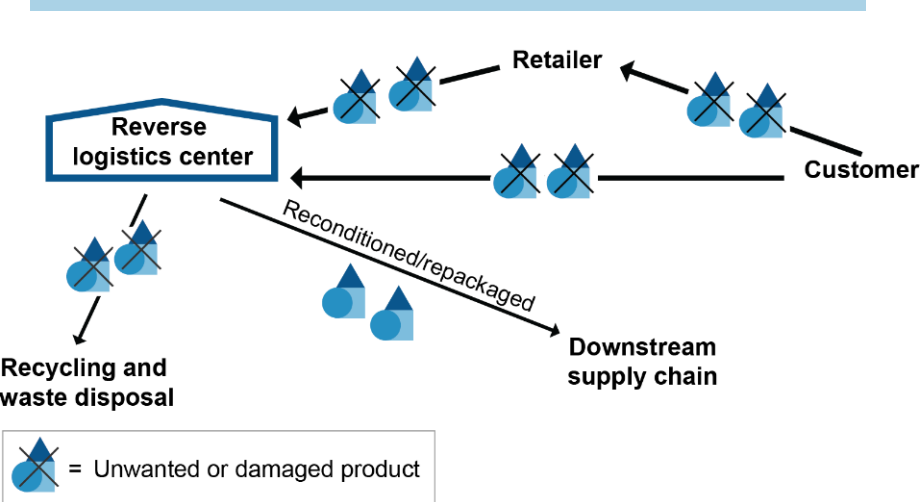 Retailer
Reverse
logistics center
Customer
Reconditioned/repackaged
Downstream
supply chain
Recycling and
waste disposal
= Unwanted or damaged product